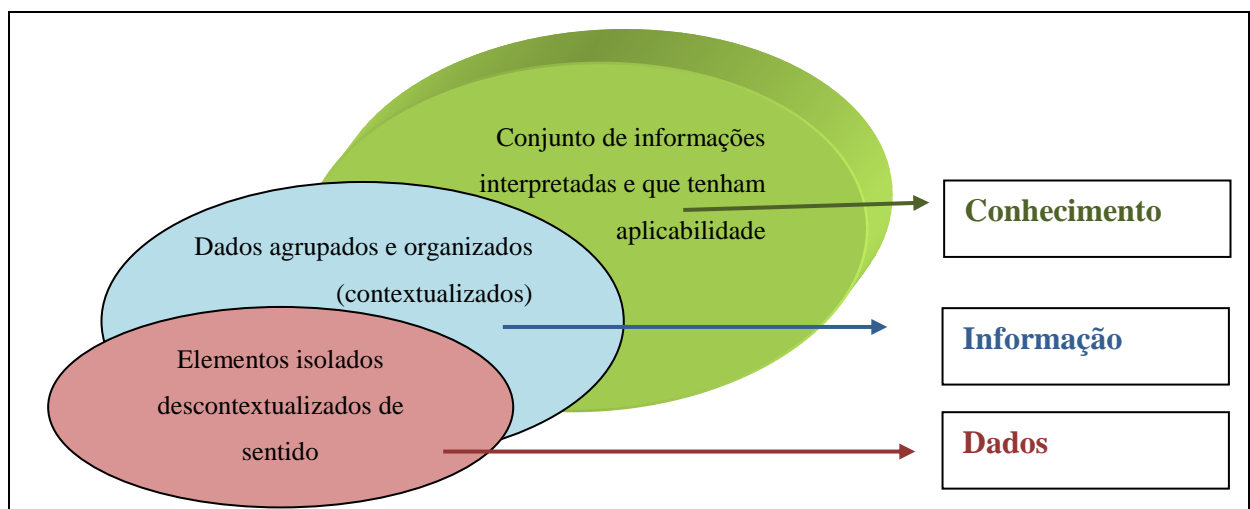 Conjunto de informações
interpretadas e que tenham
aplicabilidade
Conhecimento
Dados agrupados e organizados
(contextualizados)
Informação
Elementos isolados
descontextualizados de
sentido
Dados